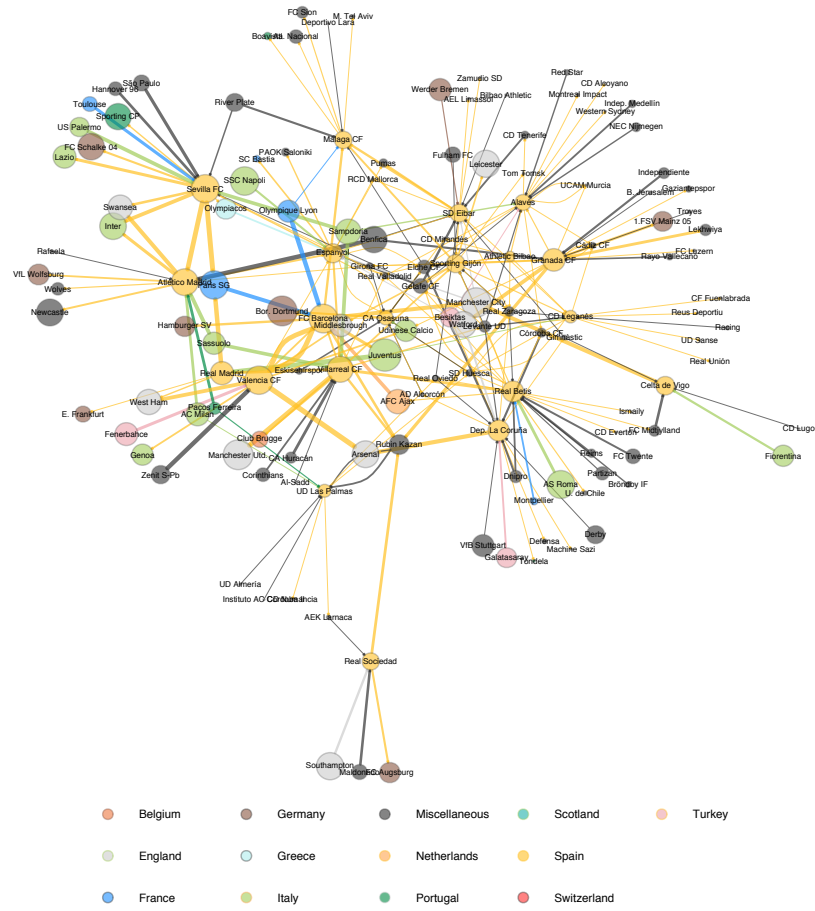 FC Sion
M. Tel Aviv
Deportivo Lara
Boavista
Atl. Nacional
São Paulo
Hannover 96
Toulouse
River Plate
Sporting CP
US Palermo
FC Schalke 04
Lazio
Málaga CF
PAOK Saloniki
SC Bastia
SSC Napoli
Sevilla FC
Swansea
Inter
Olympiacos
Olympique Lyon
Pumas
RCD Mallorca
Werder Bremen
Zamudio SD
AEL Limassol
Bilbao Athletic
Fulham FC
Leicester
CD Tenerife
Tom Tomsk
Red Star
CD Alcoyano
Montreal Impact
Indep. Medellín
Western Sydney
NEC Nijmegen
UCAM Murcia
Independiente
B. Jerusalem
Gaziantepspor
Troyes
1.FSV Mainz 05
Lekhwiya
Cádiz CF
FC Luzern
Rayo Vallecano
Alavés
SD Eibar
Sampdoria
Benfica
Espanyol
CD Mirandés
Athletic Bilbao
Granada CF
Sporting Gijón
Girona FC
Elche CF
Real Valladolid
Getafe CF
Rafaela
VfL Wolfsburg
Wolves
Newcastle
Atlético Madrid
Paris SG
Bor. Dortmund
FC Barcelona
Middlesbrough
CA Osasuna
Udinese Calcio
Hamburger SV
Sassuolo
Manchester City
Besiktas
Watford
Levante UD
Real Zaragoza
CD Leganés
Córdoba CF
Gimnàstic
CF Fuenlabrada
Reus Deportiu
Racing
UD Sanse
Real Unión
Juventus
Real Madrid
Valencia CF
Eskisehirspor
Villarreal CF
Real Oviedo
SD Huesca
AD Alcorcón
AFC Ajax
Real Betis
Celta de Vigo
West Ham
Paços Ferreira
AC Milan
E. Frankfurt
Fenerbahce
Genoa
Zenit S-Pb
Club Brugge
Manchester Utd.
CA Huracán
Corinthians
Al-Sadd
Arsenal
Rubin Kazan
UD Las Palmas
Dep. La Coruña
Ismaily
CD Everton
FC Midtjylland
CD Lugo
Fiorentina
Reims
FC Twente
Partizan
Bröndby IF
Dnipro
AS Roma
U. de Chile
Montpellier
VfB Stuttgart
Galatasaray
Defensa
Derby
Machine Sazi
Tondela
UD Almería
CD Numancia
AEK Larnaca
Real Sociedad
Southampton
Maldonado
FC Augsburg
Belgium
Germany
Miscellaneous
Scotland
Turkey
England
Greece
Netherlands
Spain
France
Italy
Portugal
Switzerland